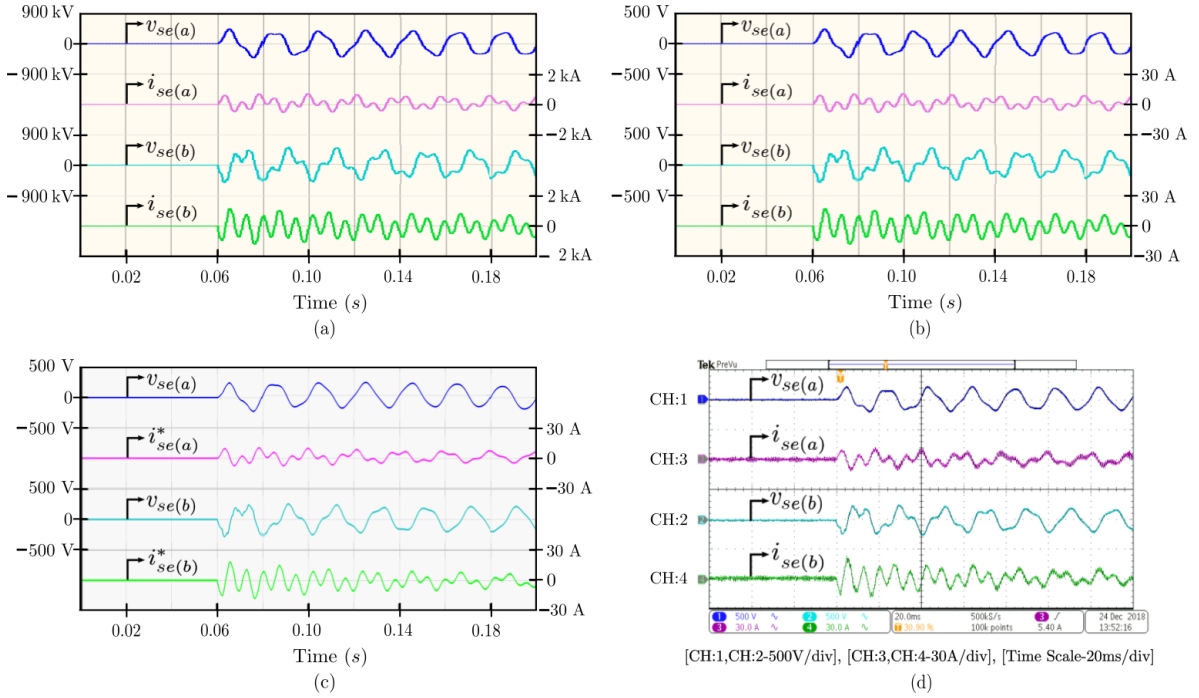 900 kV
v_se(a)
0
−900 kV
2 kA
i_se(a)
0
−2 kA
900 kV
v_se(b)
0
−900 kV
2 kA
i_se(b)
0
2 kA
0.02 0.06 0.10 0.14 0.18
Time (s)
(a)
500 V
v_se(a)
0
−500 V
30 A
i_se(a)
0
−30 A
500 V
v_se(b)
0
−500 V
30 A
i_se(b)
0
−30 A
0.02 0.06 0.10 0.14 0.18
Time (s)
(b)
500 V
v_se(a)
0
−500 V
30 A
i*_se(a)
0
−30 A
500 V
v_se(b)
0
−500 V
30 A
i*_se(b)
0
−30 A
0.02 0.06 0.10 0.14 0.18
Time (s)
(c)
Tek PreVu
T
v_se(a)
CH:1 1
i_se(a)
CH:3 3
v_se(b)
CH:2 2
i_se(b)
CH:4 4
1 500 V 2 500 V 20.0ms 500kS/s 3 24 Dec 2018
3 30.0 A 4 30.0 A T 30.90 % 100k points 5.40 A 13:52:16
[CH:1,CH:2-500V/div], [CH:3,CH:4-30A/div], [Time Scale-20ms/div]
(d)